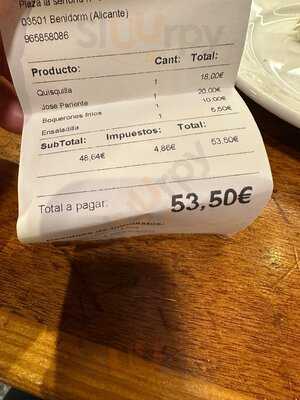 Plaza la señoria n
03501 Benidorm (Alicante)
965858086
Producto: Cant: Total:
Quisquilla 1 18,00€
Jose Pariente 1 20,00€
Boquerones fritos 1 10,00€
Ensaladilla 1 5,50€
SubTotal: Impuestos: Total:
48,64€ 4,86€ 53,50€
Total a pagar: 53,50€